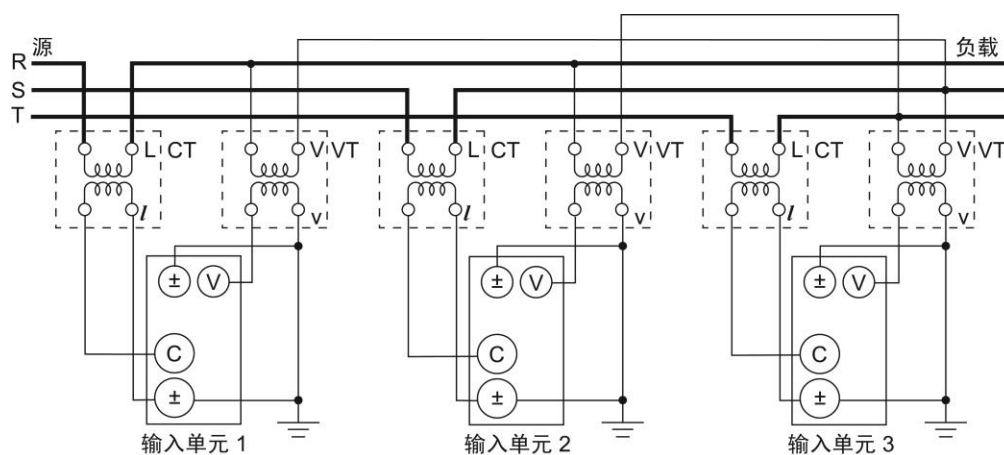 源 负载
R
S
T
L CT V VT L CT V VT L CT V VT
l v l v l v
± V ± V ± V
C C C
± ± ±
输入单元 1 输入单元 2 输入单元 3